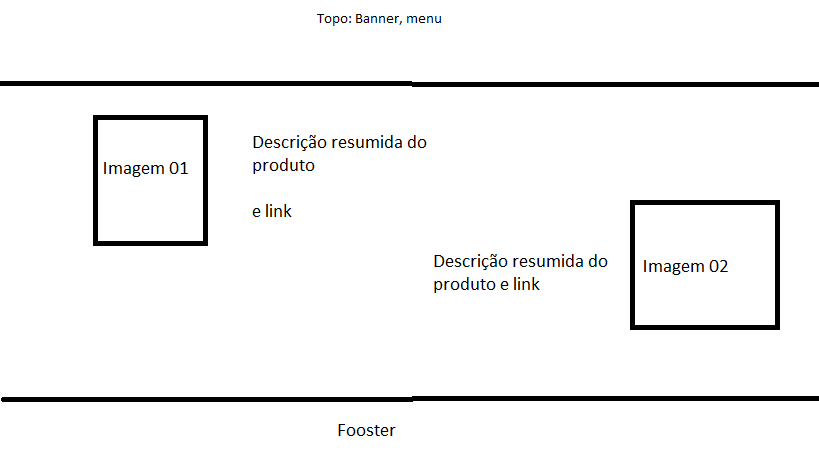 Topo: Banner, menu
Imagem 01
Descrição resumida do
produto
e link
Descrição resumida do
produto e link
Imagem 02
Fooster